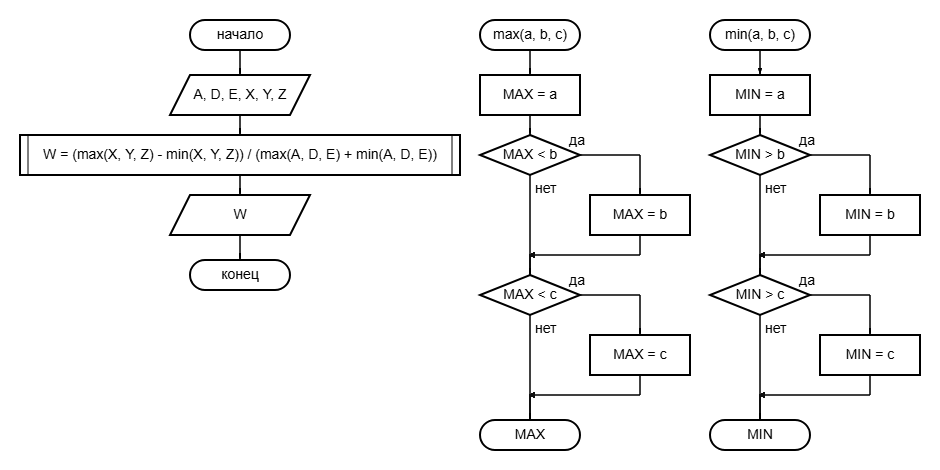 начало
A, D, E, X, Y, Z
W = (max(X, Y, Z) - min(X, Y, Z)) / (max(A, D, E) + min(A, D, E))
W
конец
max(a, b, c)
MAX = a
MAX < b
да
нет
MAX = b
MAX < c
да
нет
MAX = c
MAX
min(a, b, c)
MIN = a
MIN > b
да
нет
MIN = b
MIN > c
да
нет
MIN = c
MIN